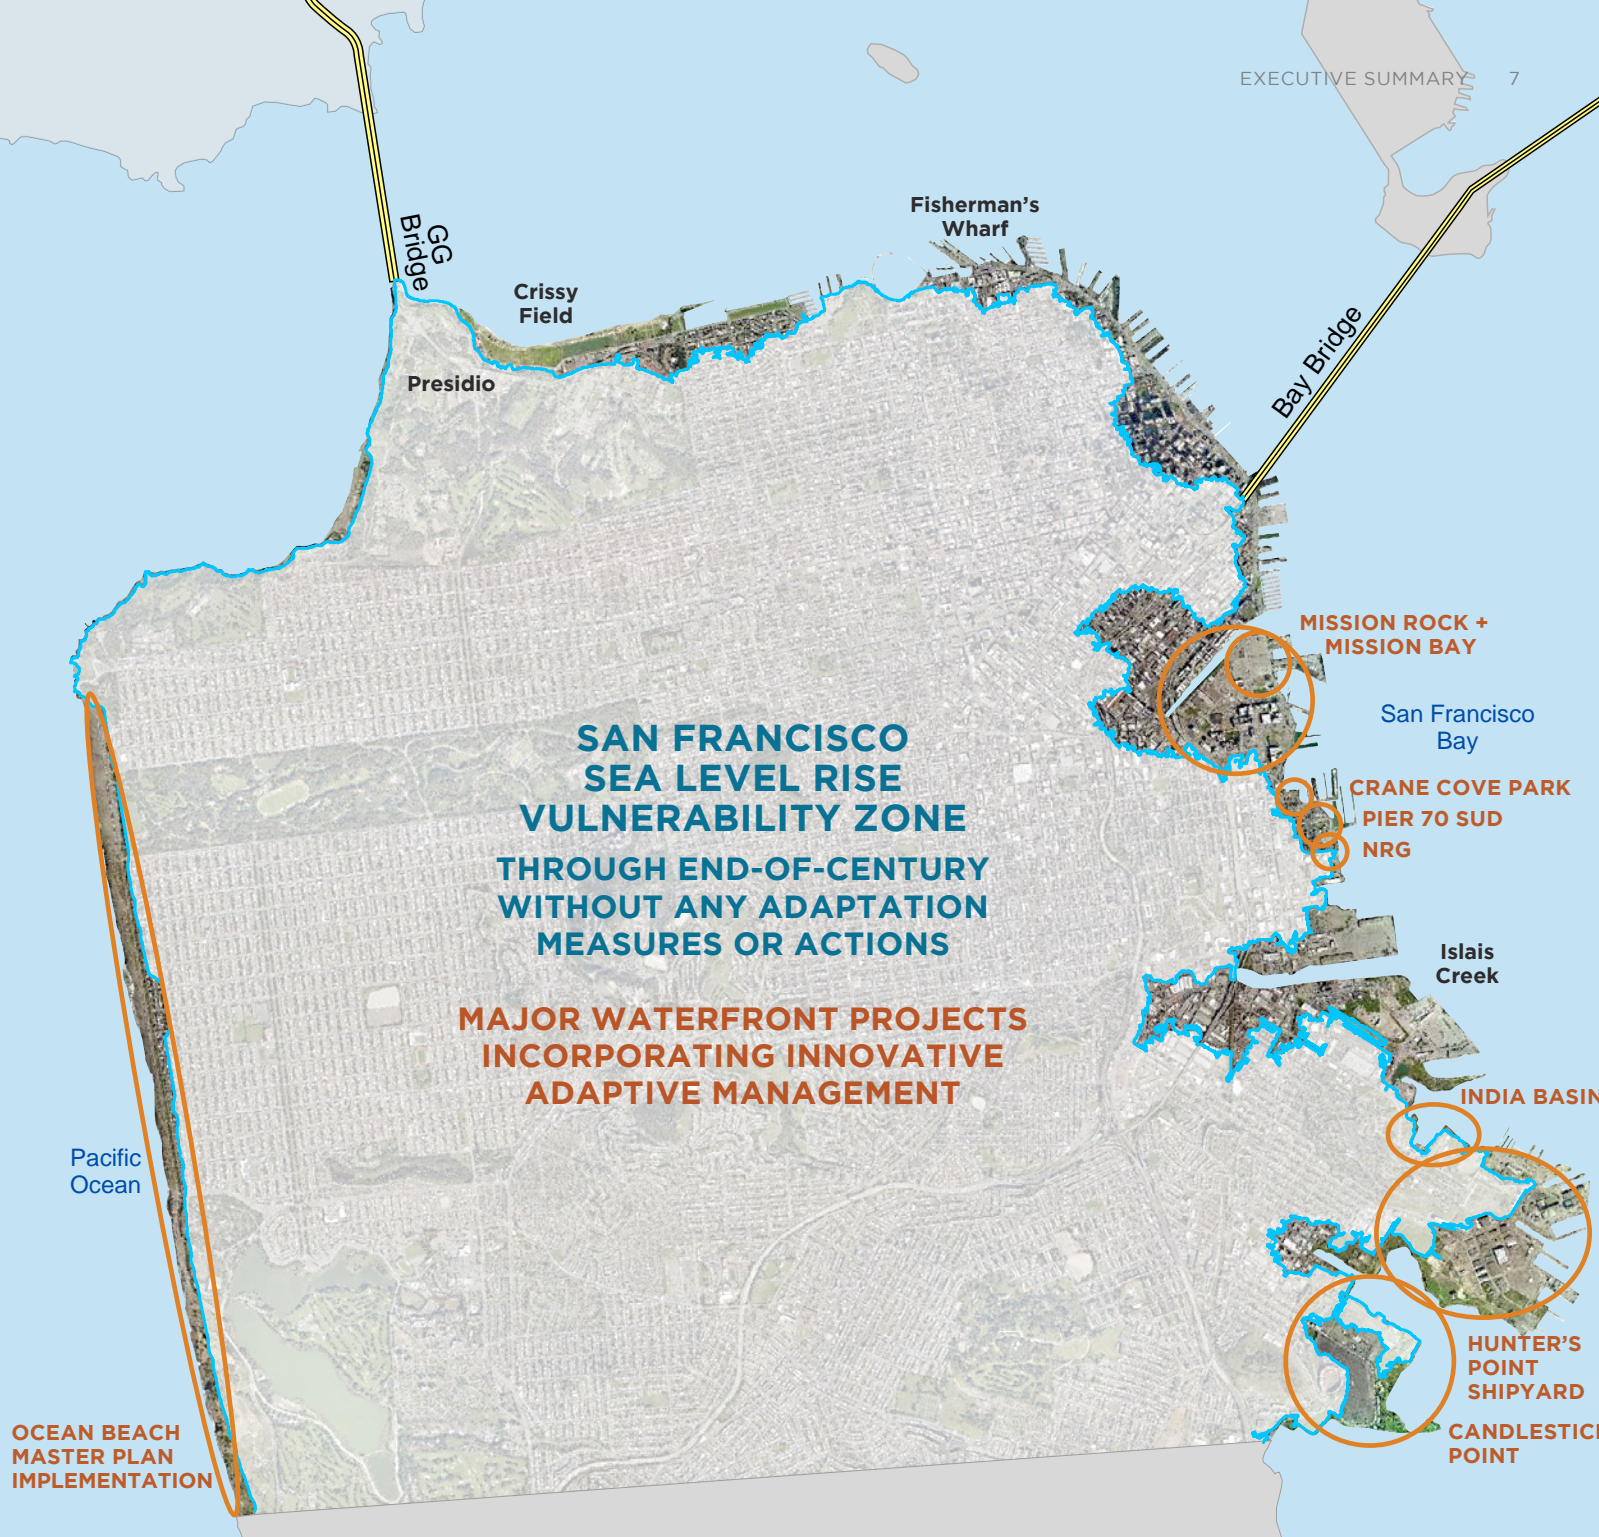 EXECUTIVE SUMMARY 7
GG
Bridge
Fisherman's
Wharf
Crissy
Field
Presidio
Bay Bridge
MISSION ROCK +
MISSION BAY
San Francisco
Bay
SAN FRANCISCO
SEA LEVEL RISE
VULNERABILITY ZONE
THROUGH END-OF-CENTURY
WITHOUT ANY ADAPTATION
MEASURES OR ACTIONS
CRANE COVE PARK
PIER 70 SUD
NRG
Islais
Creek
MAJOR WATERFRONT PROJECTS
INCORPORATING INNOVATIVE
ADAPTIVE MANAGEMENT
INDIA BASIN
Pacific
Ocean
HUNTER'S
POINT
SHIPYARD
CANDLESTICK
POINT
OCEAN BEACH
MASTER PLAN
IMPLEMENTATION